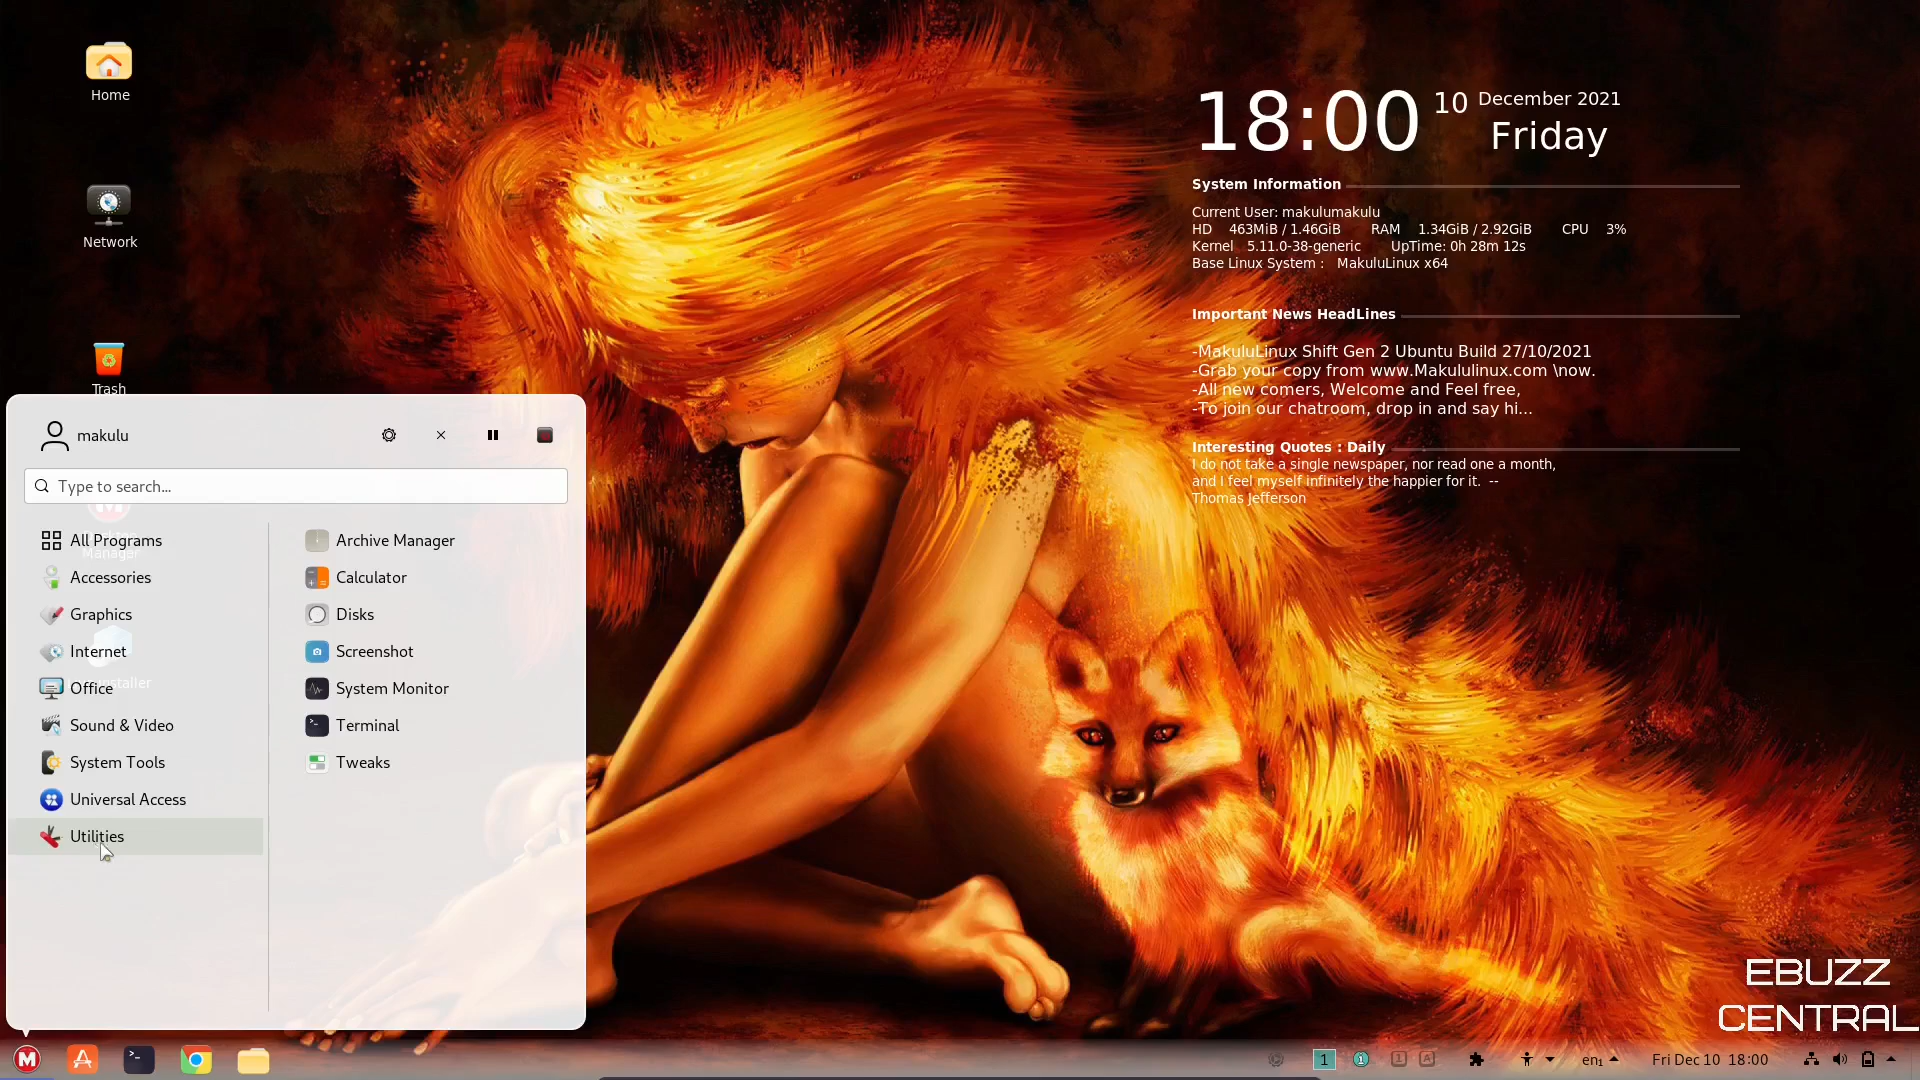 Home
Network
Trash
18:00 10 December 2021
Friday
System Information
Current User: makulumakulu
HD 463MiB / 1.46GiB RAM 1.34GiB / 2.92GiB CPU 3%
Kernel 5.11.0-38-generic UpTime: 0h 28m 12s
Base Linux System : MakuluLinux x64
Important News HeadLines
-MakuluLinux Shift Gen 2 Ubuntu Build 27/10/2021
-Grab your copy from www.Makululinux.com \now.
-All new comers, Welcome and Feel free,
-To join our chatroom, drop in and say hi...
Interesting Quotes : Daily
I do not take a single newspaper, nor read one a month,
and I feel myself infinitely the happier for it. --
Thomas Jefferson
makulu
Type to search...
All Programs
Manager
Accessories
Graphics
Internet
Office
Sound & Video
System Tools
Universal Access
Utilities
Archive Manager
Calculator
Disks
Screenshot
System Monitor
Terminal
Tweaks
EBUZZ
CENTRAL
M A >_ 1 1 1 A en₁ Fri Dec 10 18:00